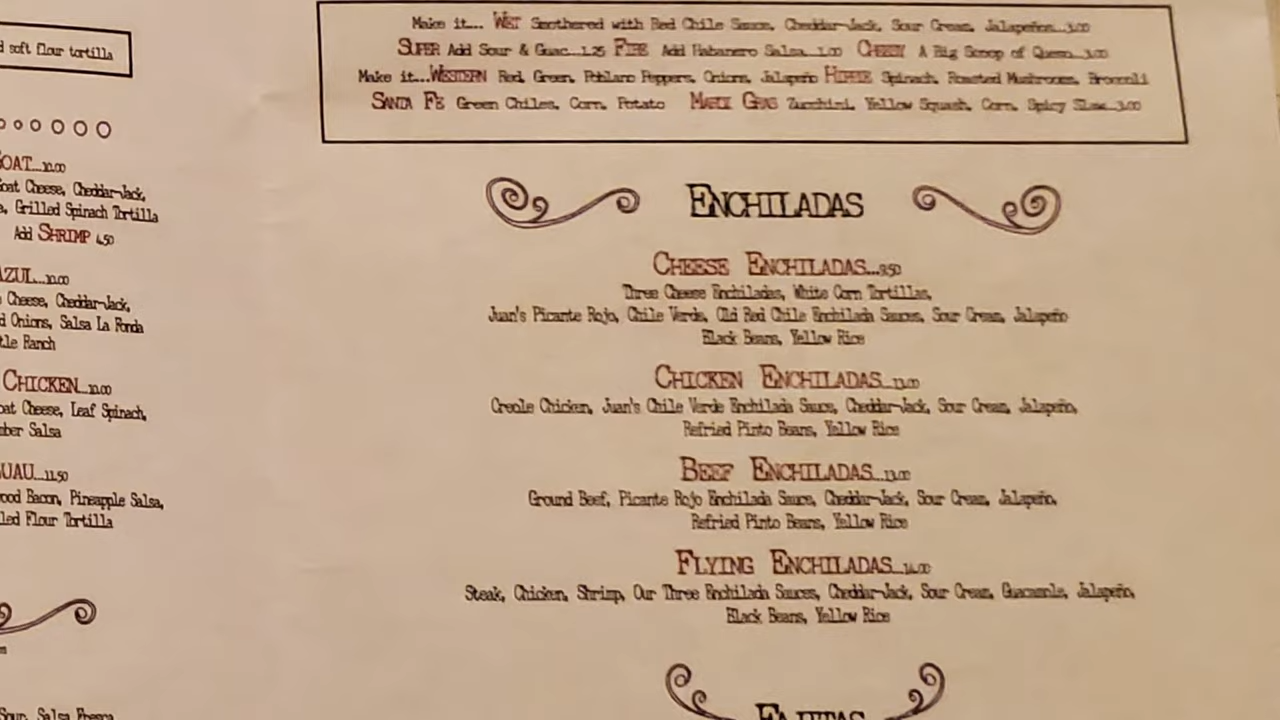 d soft flour tortilla
OAT...10.00
oat Cheese, Cheddar-Jack,
Grilled Spinach Tortilla
Add SHRIMP 4.50
AZUL...10.00
Cheese, Cheddar-Jack,
d Onions, Salsa La Fonda
tle Ranch
CHICKEN...10.00
oat Cheese, Leaf Spinach,
ber Salsa
UAU...11.50
ood Bacon, Pineapple Salsa,
led Flour Tortilla
Sour, Salsa Fresca
Make it... WET Smothered with Red Chile Sauce, Cheddar-Jack, Sour Cream, Jalapeños...3.00
SUPER Add Sour & Guac...1.25 FIRE Add Habanero Salsa...1.00 CHEESY A Big Scoop of Queso...3.00
Make it...WESTERN Red, Green, Poblano Peppers, Onions, Jalapeño HIPPIE Spinach, Roasted Mushrooms, Broccoli
SANTA FE Green Chiles, Corn, Potato MARDI GRAS Zucchini, Yellow Squash, Corn, Spicy Slaw...3.00
ENCHILADAS
CHEESE ENCHILADAS...9.50
Three Cheese Enchiladas, White Corn Tortillas,
Juan's Picante Rojo, Chile Verde, Old Red Chile Enchilada Sauces, Sour Cream, Jalapeño
Black Beans, Yellow Rice
CHICKEN ENCHILADAS...13.00
Creole Chicken, Juan's Chile Verde Enchilada Sauce, Cheddar-Jack, Sour Cream, Jalapeño,
Refried Pinto Beans, Yellow Rice
BEEF ENCHILADAS...13.00
Ground Beef, Picante Rojo Enchilada Sauce, Cheddar-Jack, Sour Cream, Jalapeño,
Refried Pinto Beans, Yellow Rice
FLYING ENCHILADAS...14.00
Steak, Chicken, Shrimp, Our Three Enchilada Sauces, Cheddar-Jack, Sour Cream, Guacamole, Jalapeño,
Black Beans, Yellow Rice
FAJITAS